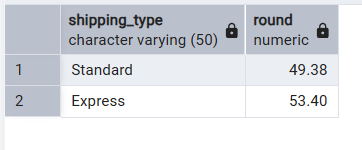 shipping_type round
character varying (50) numeric
1 Standard 49.38
2 Express 53.40